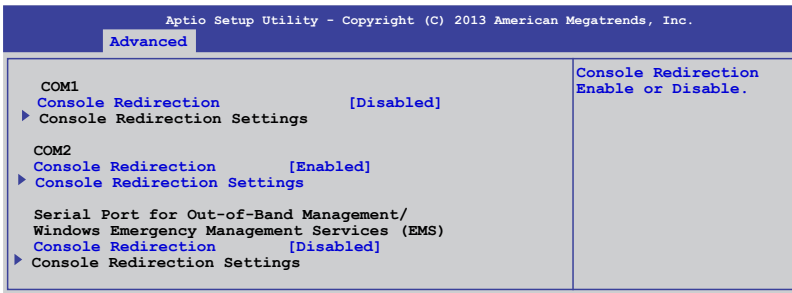 Aptio Setup Utility - Copyright (C) 2013 American Megatrends, Inc.
Advanced
COM1
Console Redirection [Disabled]
Console Redirection Settings
COM2
Console Redirection [Enabled]
Console Redirection Settings
Serial Port for Out-of-Band Management/
Windows Emergency Management Services (EMS)
Console Redirection [Disabled]
Console Redirection Settings
Console Redirection
Enable or Disable.